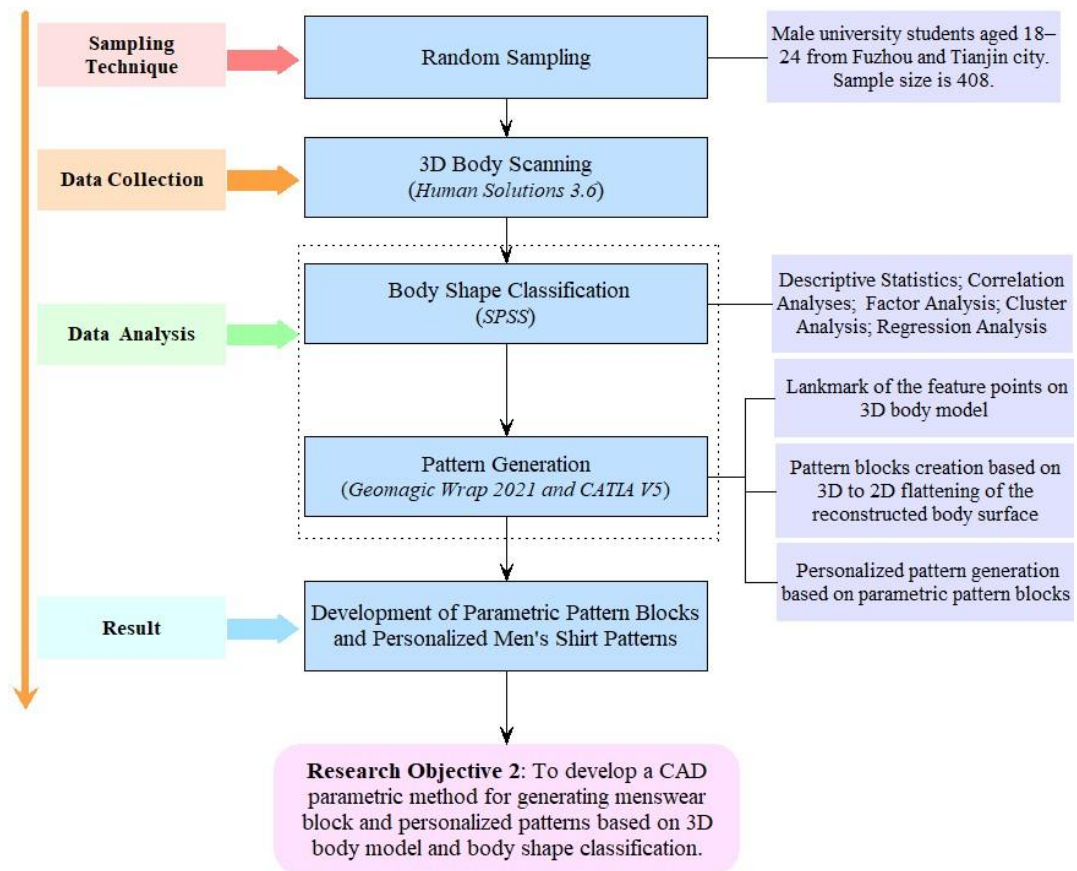 Sampling
Technique
Random Sampling
Male university students aged 18–
24 from Fuzhou and Tianjin city.
Sample size is 408.
Data Collection
3D Body Scanning
(Human Solutions 3.6)
Data Analysis
Body Shape Classification
(SPSS)
Descriptive Statistics; Correlation
Analyses; Factor Analysis; Cluster
Analysis; Regression Analysis
Pattern Generation
(Geomagic Wrap 2021 and CATIA V5)
Lankmark of the feature points on
3D body model
Pattern blocks creation based on
3D to 2D flattening of the
reconstructed body surface
Personalized pattern generation
based on parametric pattern blocks
Result
Development of Parametric Pattern Blocks
and Personalized Men's Shirt Patterns
Research Objective 2: To develop a CAD
parametric method for generating menswear
block and personalized patterns based on 3D
body model and body shape classification.